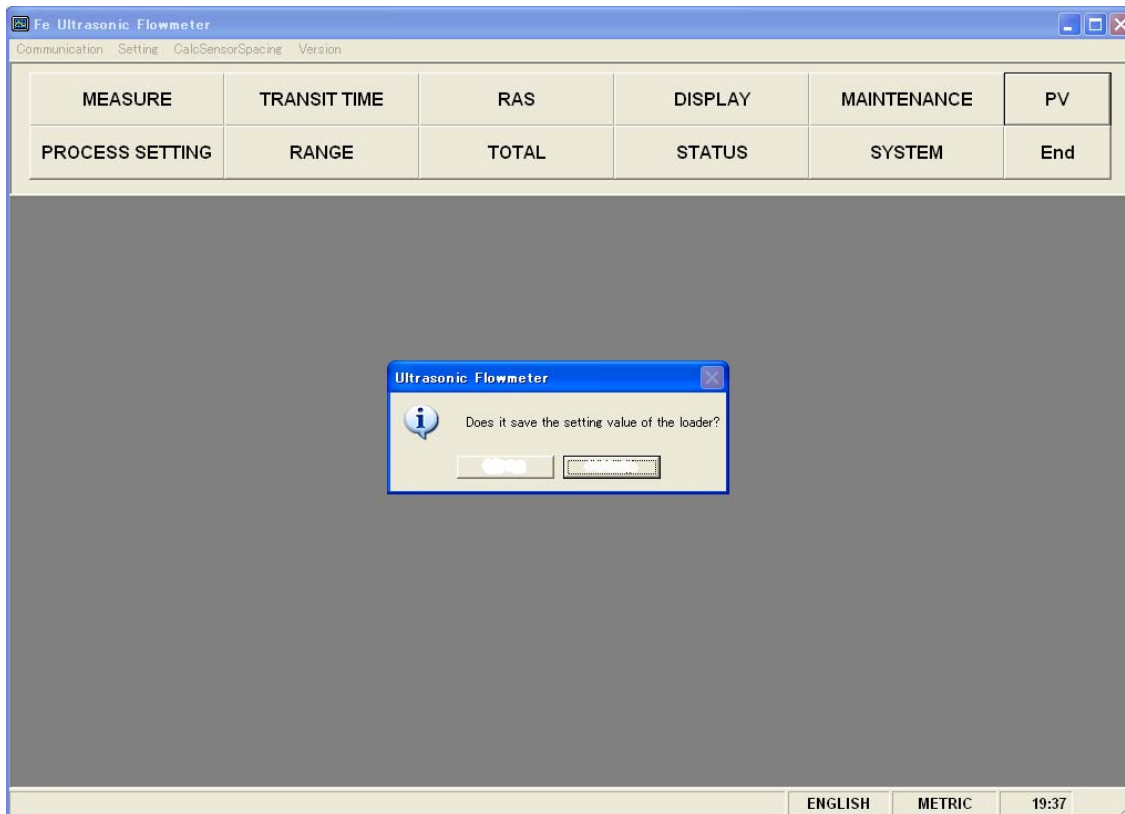 Fe Ultrasonic Flowmeter
Communication Setting CalcSensorSpacing Version
MEASURE TRANSIT TIME RAS DISPLAY MAINTENANCE PV
PROCESS SETTING RANGE TOTAL STATUS SYSTEM End
Ultrasonic Flowmeter
Does it save the setting value of the loader?
ENGLISH METRIC 19:37